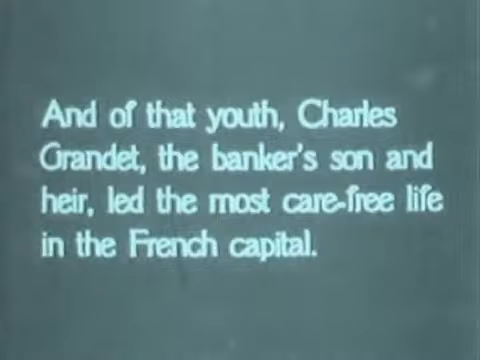 And of that youth, Charles
Grandet, the banker's son and
heir, led the most care-free life
in the French capital.